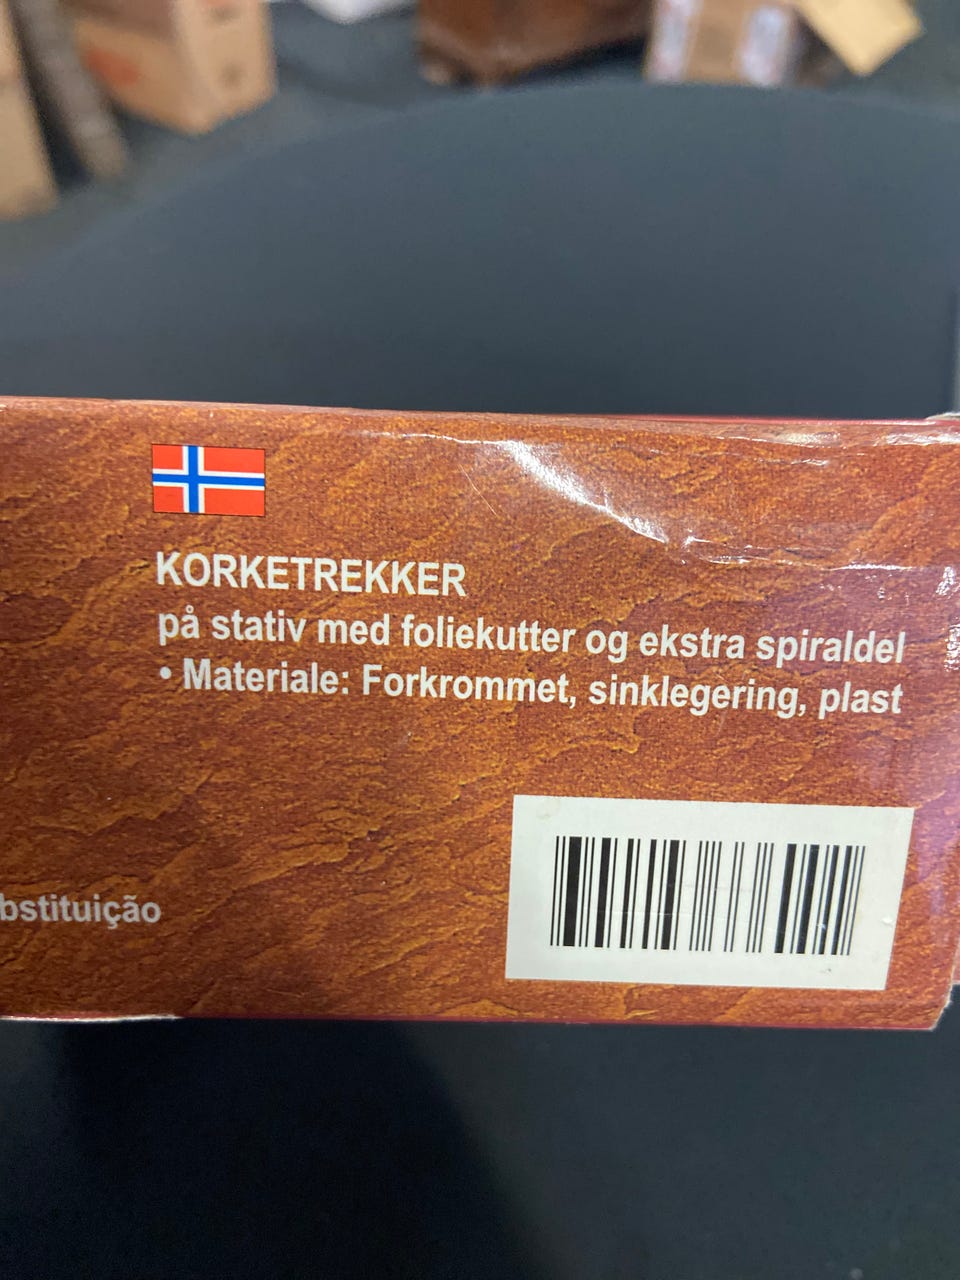 KORKETREKKER
på stativ med foliekutter og ekstra spiraldel
• Materiale: Forkrommet, sinklegering, plast
bstituição